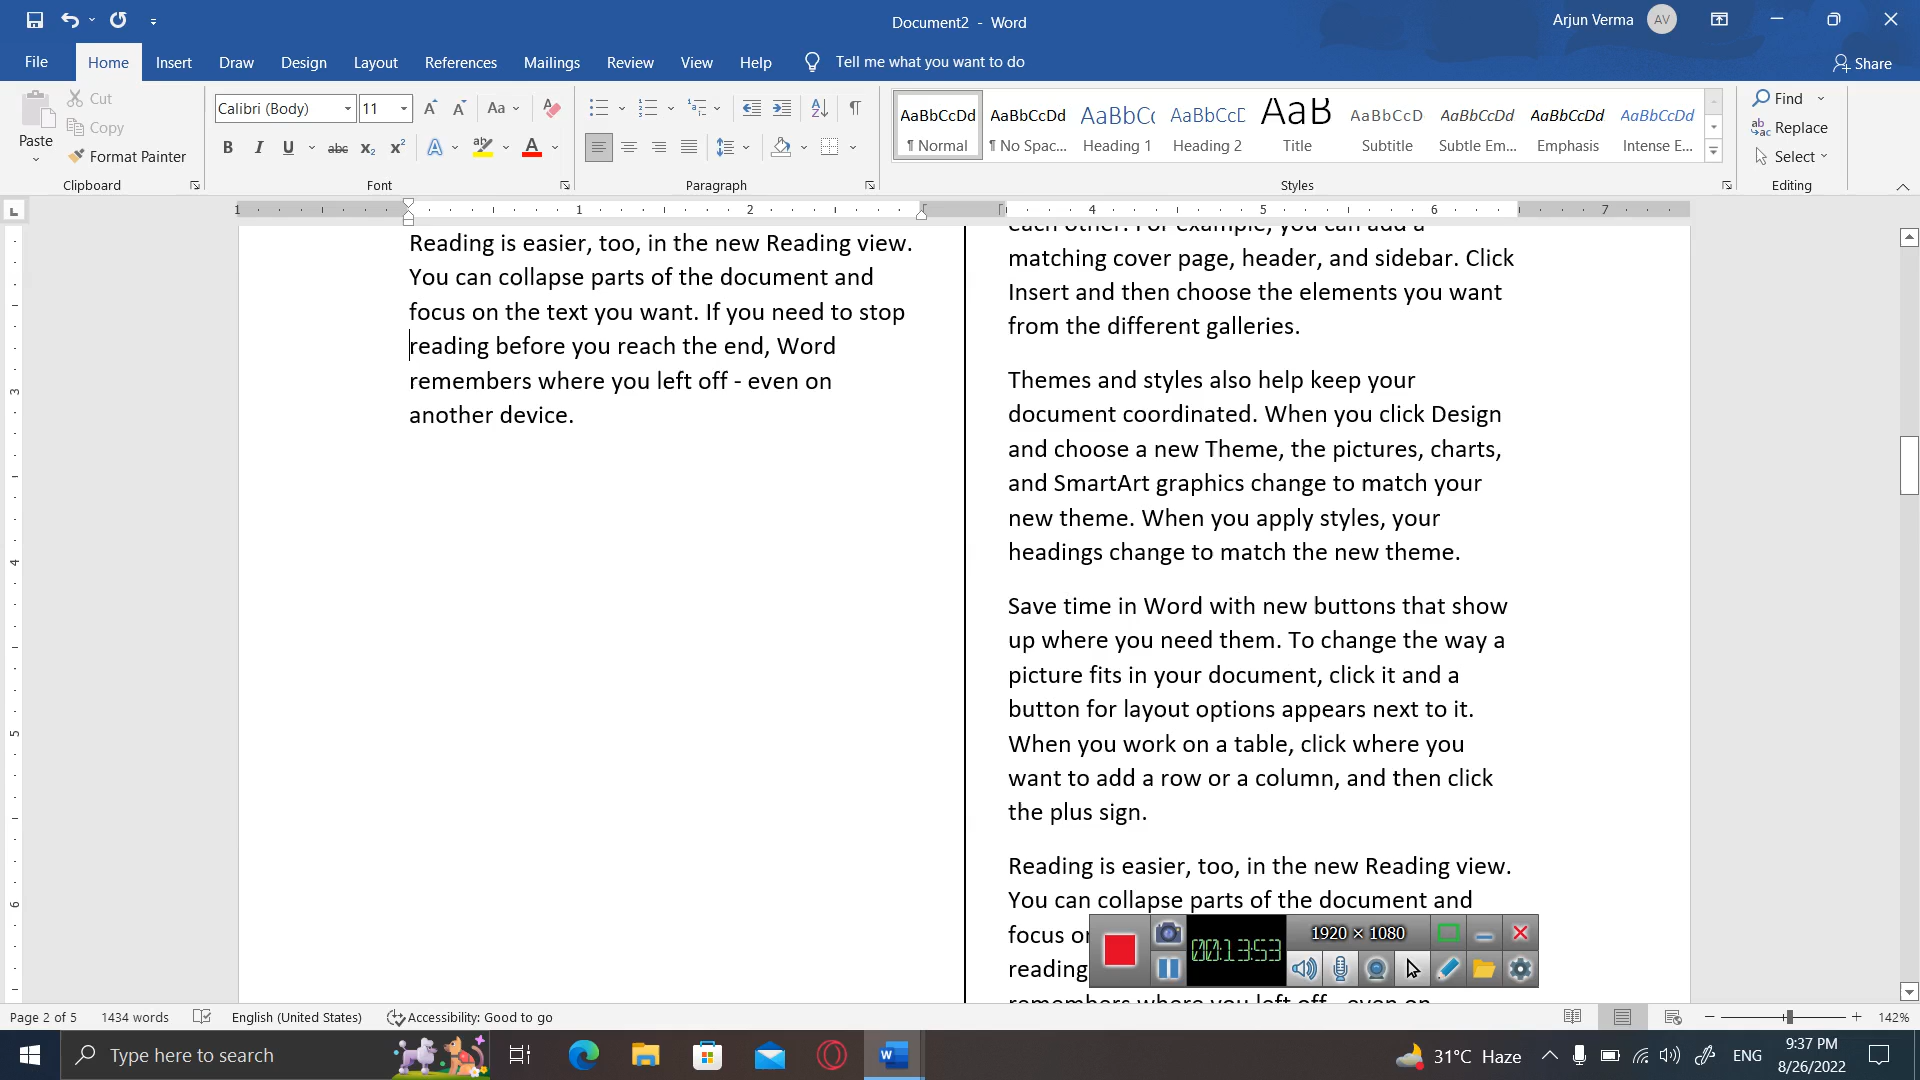 Document2 - Word
Arjun Verma AV
File Home Insert Draw Design Layout References Mailings Review View Help Tell me what you want to do Share
Paste
Cut
Copy
Format Painter
Clipboard
Calibri (Body) 11
Font
Paragraph
AaBbCcDd AaBbCcDd AaBbC AaBbCcC AaB AaBbCcD AaBbCcDd AaBbCcDd AaBbCcDd
¶ Normal ¶ No Spac... Heading 1 Heading 2 Title Subtitle Subtle Em... Emphasis Intense E...
Styles
Find
Replace
Select
Editing
1 1 2 4 5 6 7
Reading is easier, too, in the new Reading view.
You can collapse parts of the document and
focus on the text you want. If you need to stop
reading before you reach the end, Word
remembers where you left off - even on
another device.
each other. For example, you can add a
matching cover page, header, and sidebar. Click
Insert and then choose the elements you want
from the different galleries.
Themes and styles also help keep your
document coordinated. When you click Design
and choose a new Theme, the pictures, charts,
and SmartArt graphics change to match your
new theme. When you apply styles, your
headings change to match the new theme.
Save time in Word with new buttons that show
up where you need them. To change the way a
picture fits in your document, click it and a
button for layout options appears next to it.
When you work on a table, click where you
want to add a row or a column, and then click
the plus sign.
Reading is easier, too, in the new Reading view.
You can collapse parts of the document and
focus
reading
remembers where you left off - even on
3
4
5
6
00:13:53
1920 × 1080
Page 2 of 5 1434 words English (United States) Accessibility: Good to go 142%
Type here to search
31°C Haze ENG
9:37 PM
8/26/2022